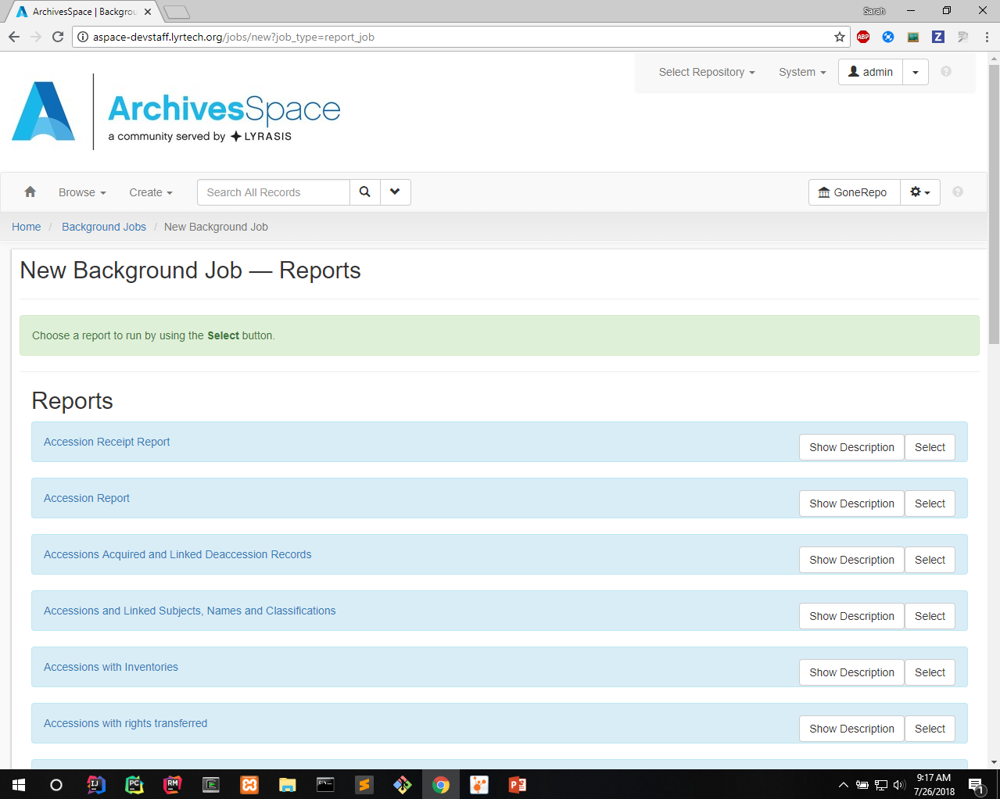 ArchivesSpace | Backgrou
Sarah
aspace-devstaff.lyrtech.org/jobs/new?job_type=report_job
ABP
Z
Select Repository
System
admin
ArchivesSpace
a community served by LYRASIS
Browse
Create
Search All Records
GoneRepo
Home / Background Jobs / New Background Job
New Background Job — Reports
Choose a report to run by using the Select button.
Reports
Accession Receipt Report
Show Description
Select
Accession Report
Show Description
Select
Accessions Acquired and Linked Deaccession Records
Show Description
Select
Accessions and Linked Subjects, Names and Classifications
Show Description
Select
Accessions with Inventories
Show Description
Select
Accessions with rights transferred
Show Description
Select
IJ
PC
RM
9:17 AM
7/26/2018
1